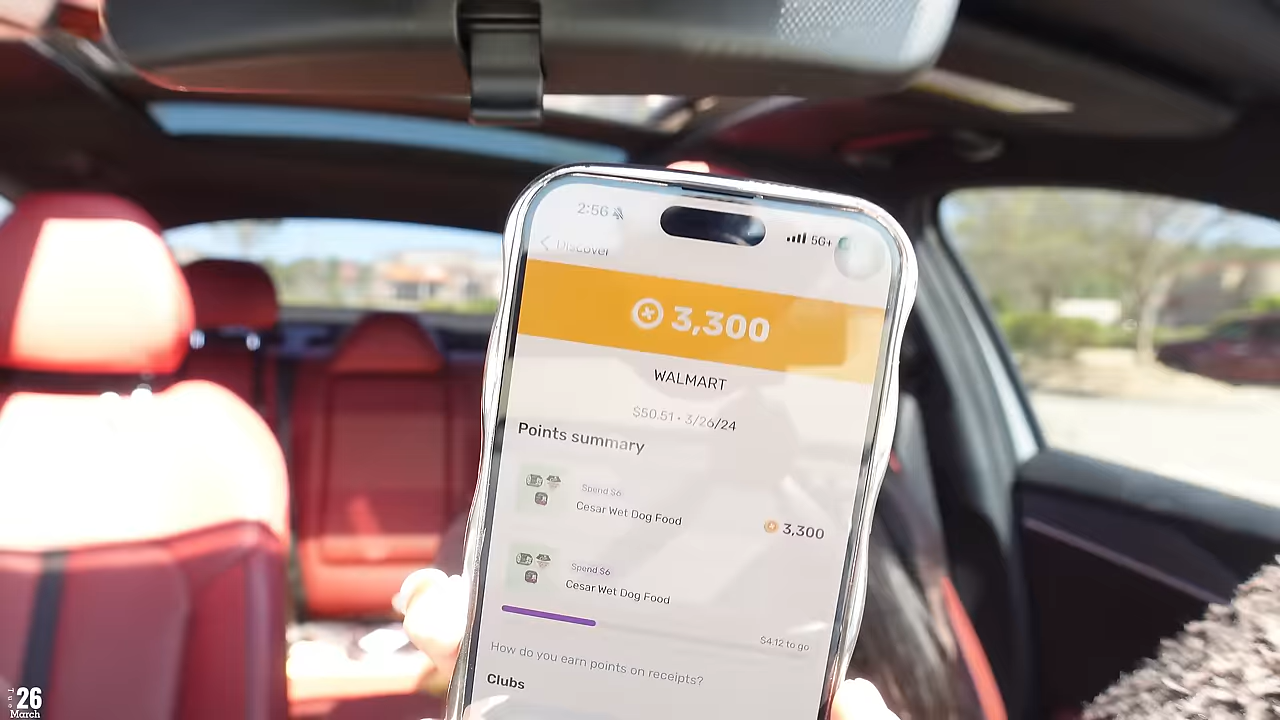 2:56
5G+
Discover
3,300
WALMART
$50.51 • 3/26/24
Points summary
Spend $6
Cesar Wet Dog Food
3,300
Spend $6
Cesar Wet Dog Food
$4.12 to go
How do you earn points on receipts?
Clubs
Tue
26
March